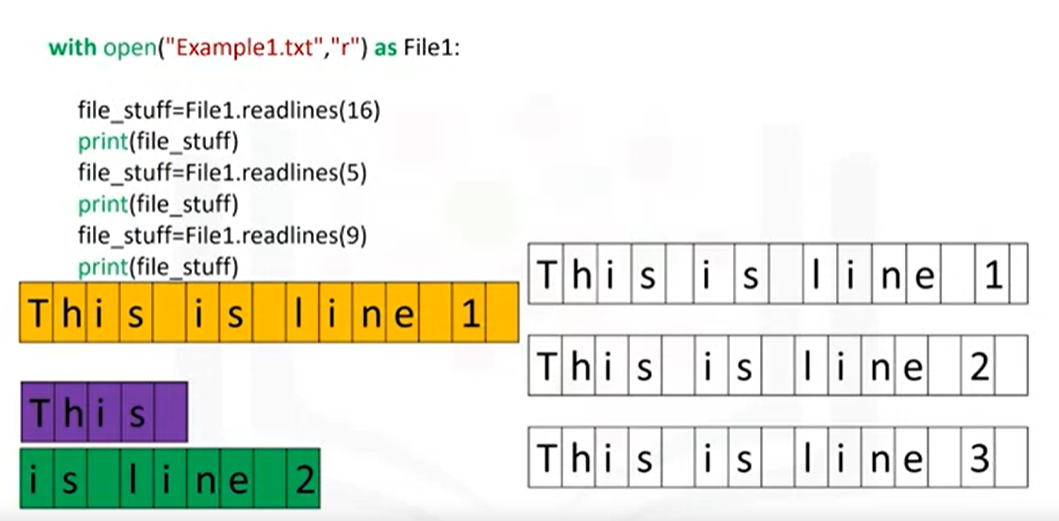 with open("Example1.txt","r") as File1:
file_stuff=File1.readlines(16)
print(file_stuff)
file_stuff=File1.readlines(5)
print(file_stuff)
file_stuff=File1.readlines(9)
print(file_stuff)
This is line 1
This
is line 2
This is line 1
This is line 2
This is line 3